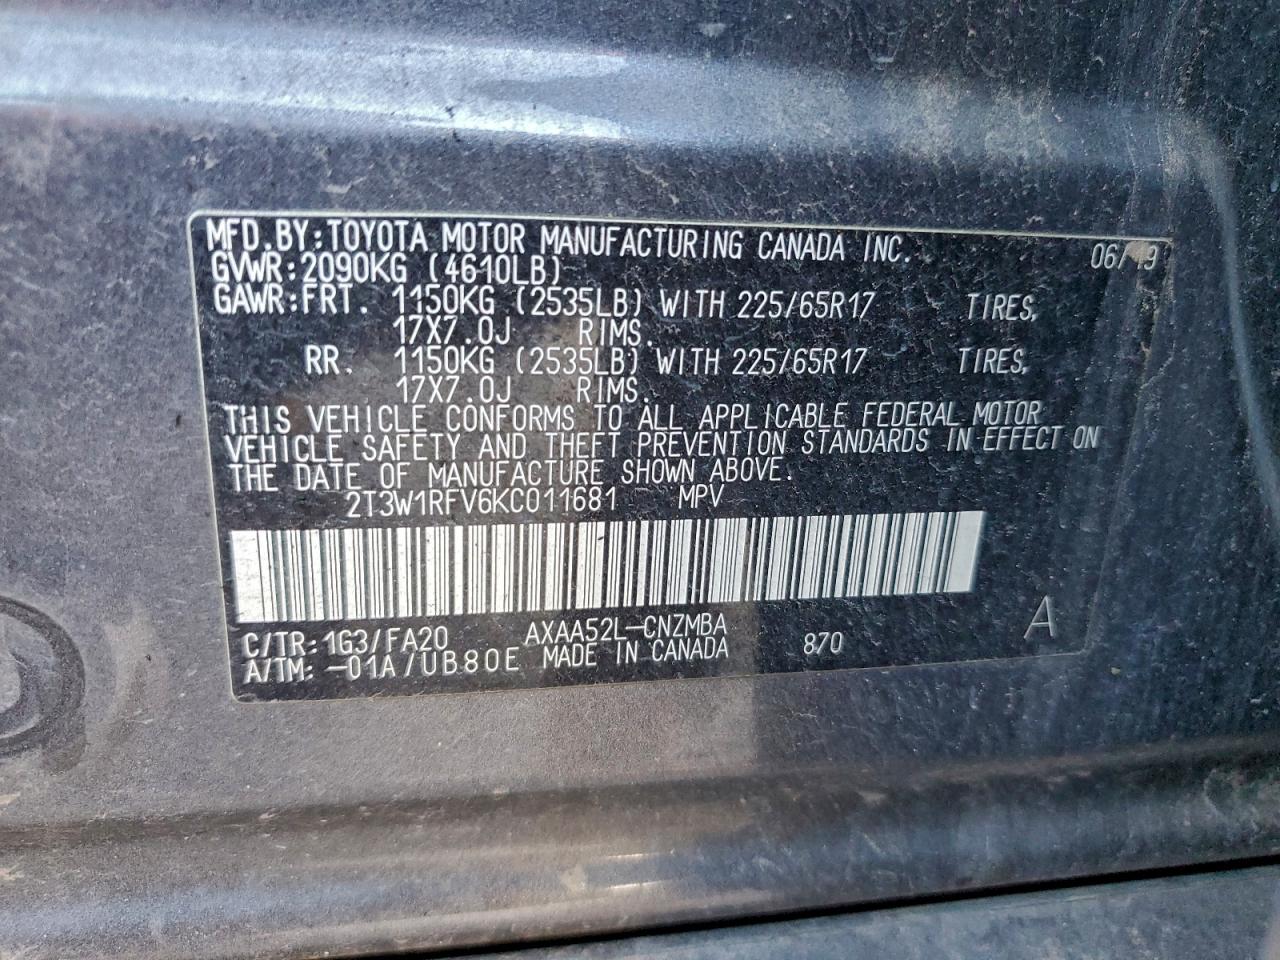 MFD.BY:TOYOTA MOTOR MANUFACTURING CANADA INC. 06/19
GVWR:2090KG (4610LB)
GAWR:FRT. 1150KG (2535LB) WITH 225/65R17 TIRES,
17X7.0J RIMS.
RR. 1150KG (2535LB) WITH 225/65R17 TIRES,
17X7.0J RIMS.
THIS VEHICLE CONFORMS TO ALL APPLICABLE FEDERAL MOTOR
VEHICLE SAFETY AND THEFT PREVENTION STANDARDS IN EFFECT ON
THE DATE OF MANUFACTURE SHOWN ABOVE.
2T3W1RFV6KC011681 MPV
C/TR:1G3/FA20 AXAA52L-CNZMBA 870 A
A/TM:-01A/UB80E MADE IN CANADA